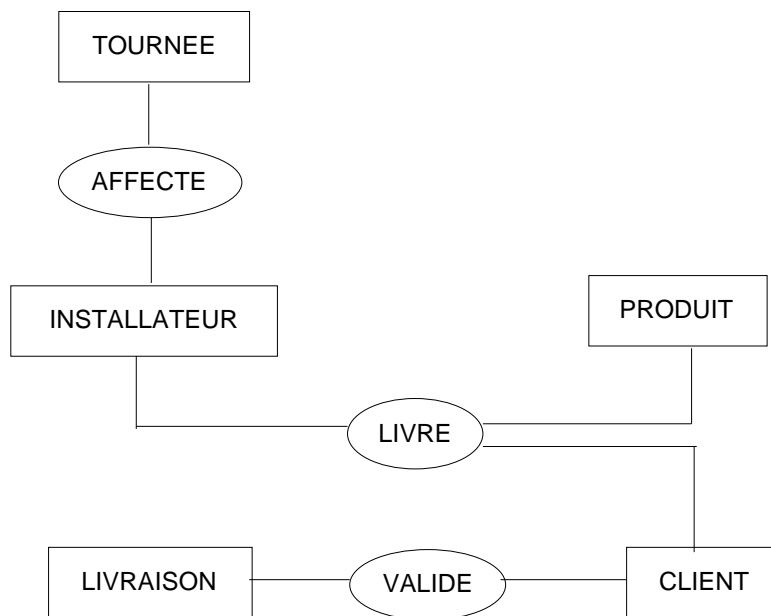 TOURNEE
AFFECTE
INSTALLATEUR
PRODUIT
LIVRE
LIVRAISON
VALIDE
CLIENT